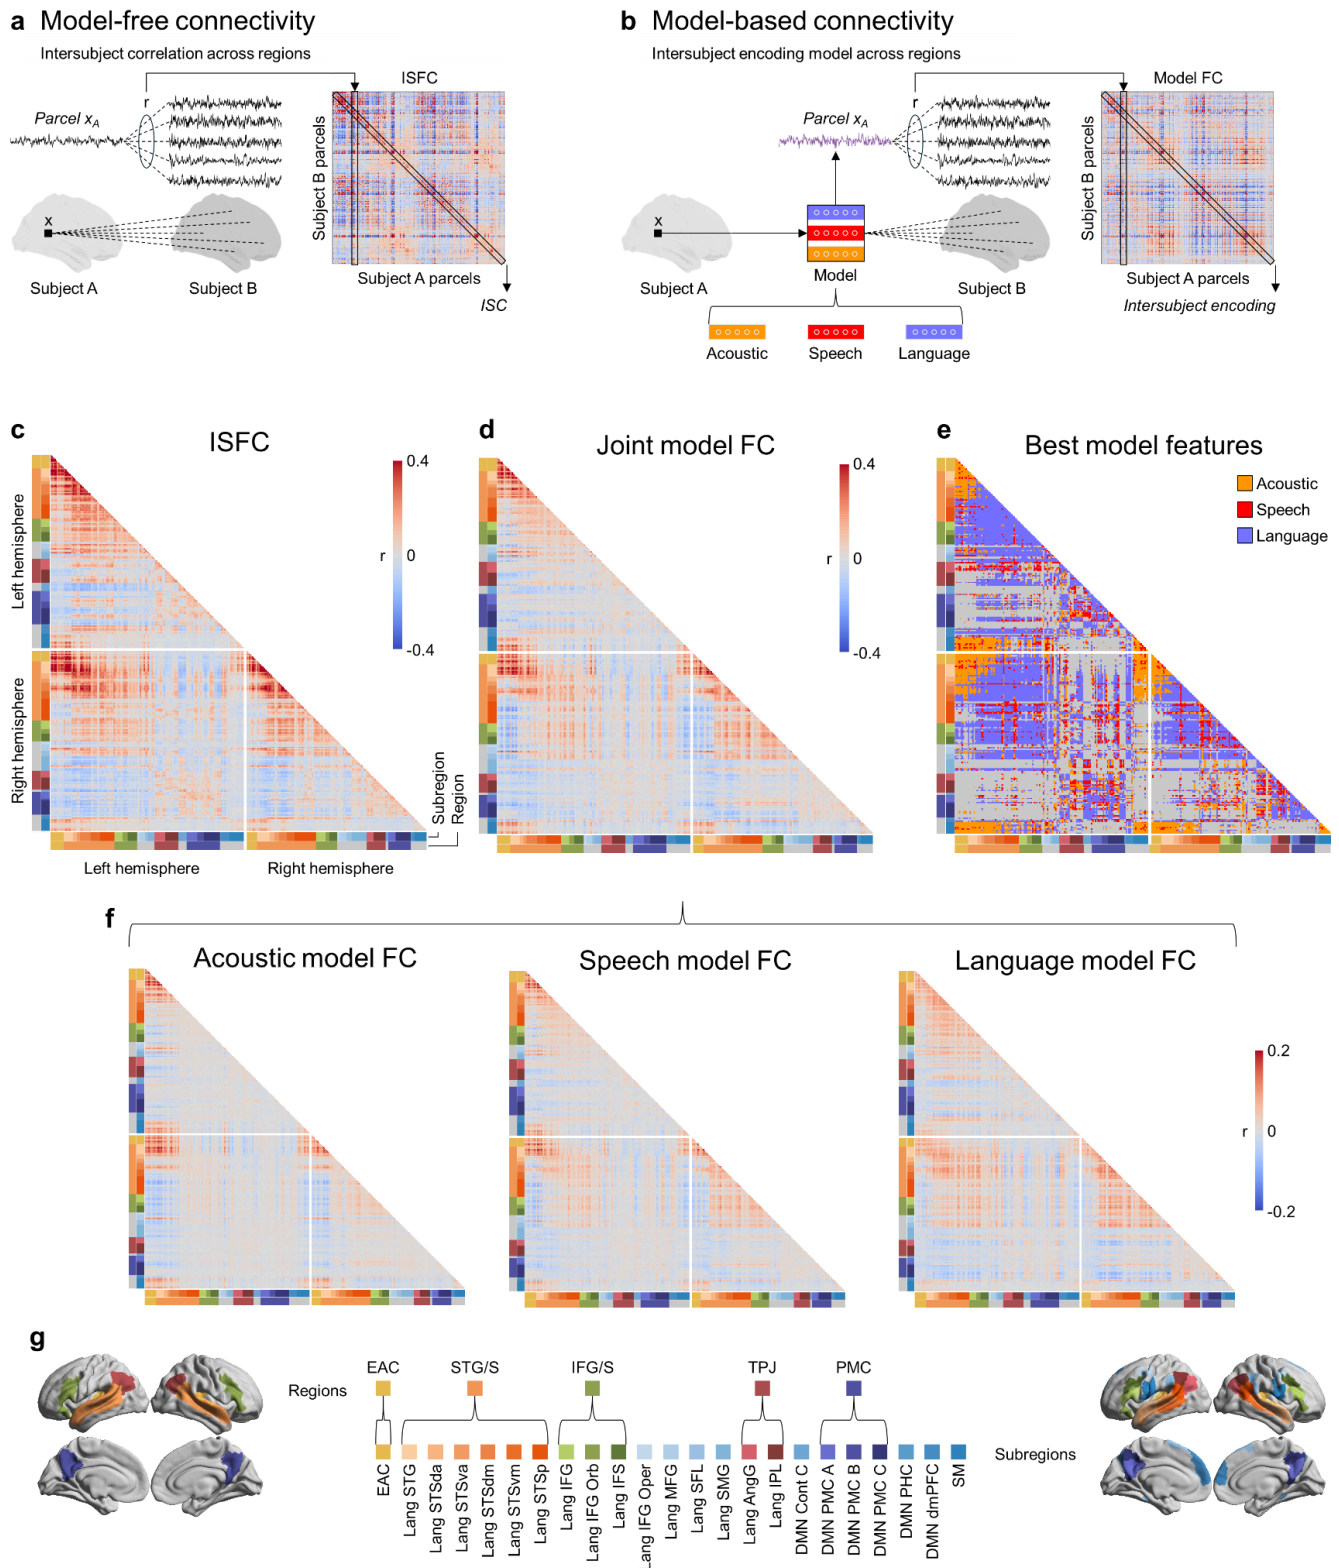 a Model-free connectivity
Intersubject correlation across regions
r
ISFC
Parcel xA
Subject B parcels
x
Subject A
Subject B
Subject A parcels
ISC
b Model-based connectivity
Intersubject encoding model across regions
r
Model FC
Parcel xA
Subject B parcels
x
Subject A
Model
Subject B
Subject A parcels
Intersubject encoding
Acoustic
Speech
Language
c ISFC
0.4
r 0
-0.4
Left hemisphere
Right hemisphere
Subregion
Region
Left hemisphere
Right hemisphere
d Joint model FC
0.4
r 0
-0.4
e Best model features
Acoustic
Speech
Language
f
Acoustic model FC
Speech model FC
Language model FC
0.2
r 0
-0.2
g
Regions
EAC
STG/S
IFG/S
TPJ
PMC
Subregions
EAC
Lang STG
Lang STSda
Lang STSva
Lang STSdm
Lang STSvm
Lang STSp
Lang IFG
Lang IFG Orb
Lang IFS
Lang IFG Oper
Lang MFG
Lang SFL
Lang SMG
Lang AngG
Lang IPL
DMN Cont C
DMN PMC A
DMN PMC B
DMN PMC C
DMN PHC
DMN dmPFC
SM